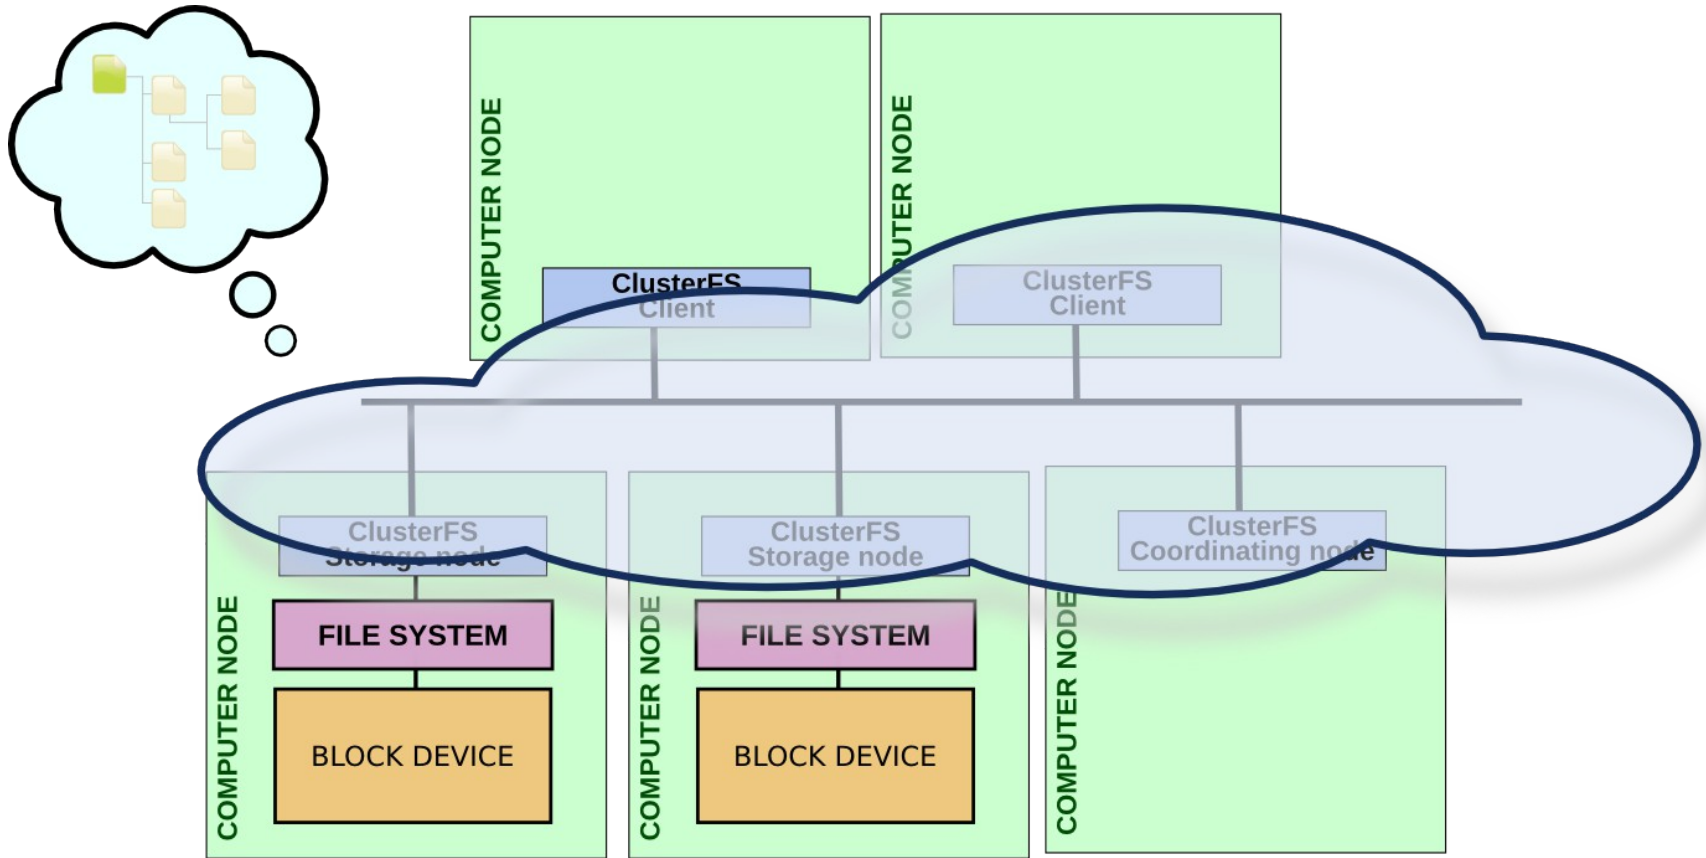 COMPUTER NODE
ClusterFS
Client
COMPUTER NODE
ClusterFS
Client
COMPUTER NODE
ClusterFS
Storage node
FILE SYSTEM
BLOCK DEVICE
COMPUTER NODE
ClusterFS
Storage node
FILE SYSTEM
BLOCK DEVICE
COMPUTER NODE
ClusterFS
Coordinating node